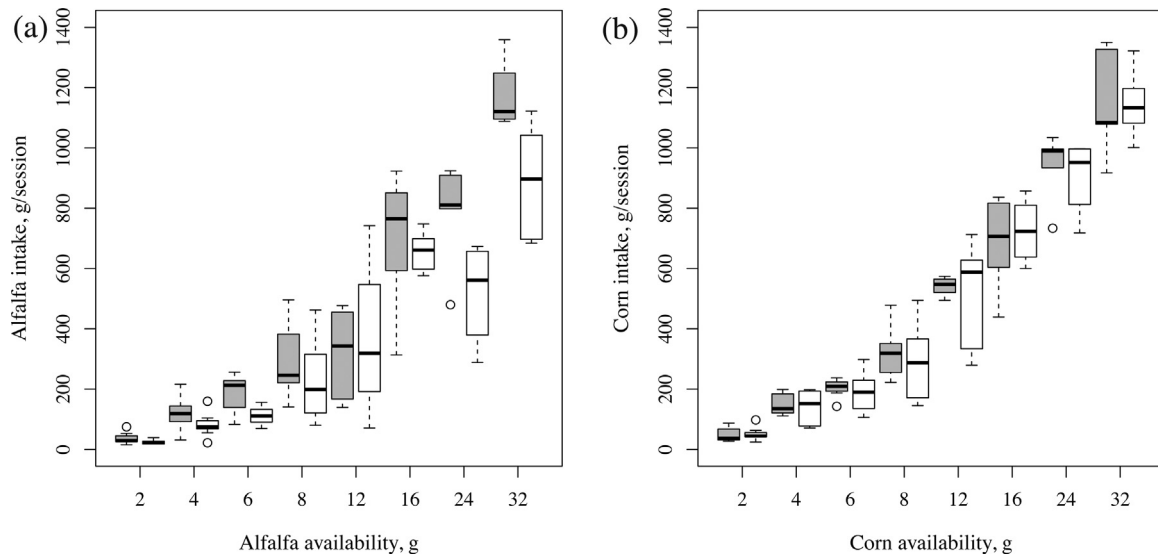 (a)
Alfalfa intake, g/session
1400
1200
1000
800
600
400
200
0
2 4 6 8 12 16 24 32
Alfalfa availability, g
(b)
Corn intake, g/session
1400
1200
1000
800
600
400
200
0
2 4 6 8 12 16 24 32
Corn availability, g